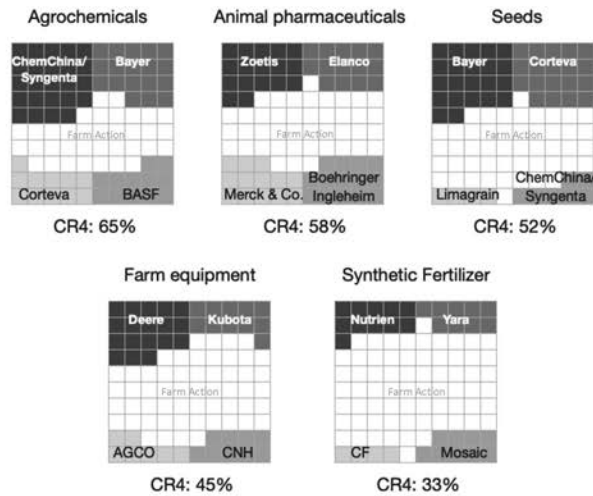 Agrochemicals
Animal pharmaceuticals
Seeds
ChemChina/
Syngenta
Bayer
Zoetis
Elanco
Bayer
Corteva
Farm Action
Farm Action
Farm Action
Corteva
BASF
Merck & Co.
Boehringer
Ingleheim
Limagrain
ChemChina/
Syngenta
CR4: 65%
CR4: 58%
CR4: 52%
Farm equipment
Synthetic Fertilizer
Deere
Kubota
Nutrien
Yara
Farm Action
Farm Action
AGCO
CNH
CF
Mosaic
CR4: 45%
CR4: 33%